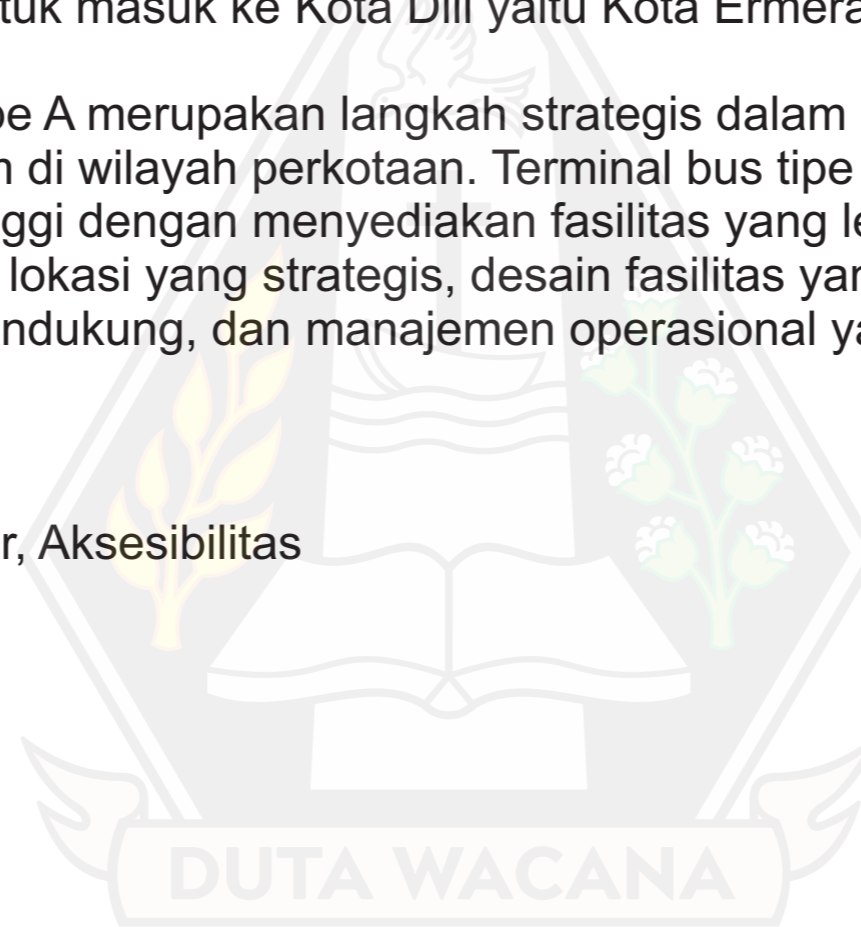 tuk masuk ke Kota Dili yaitu Kota Ermera
pe A merupakan langkah strategis dalam
n di wilayah perkotaan. Terminal bus tipe
ggi dengan menyediakan fasilitas yang le
lokasi yang strategis, desain fasilitas yan
ndukung, dan manajemen operasional ya
r, Aksesibilitas
DUTA WACANA